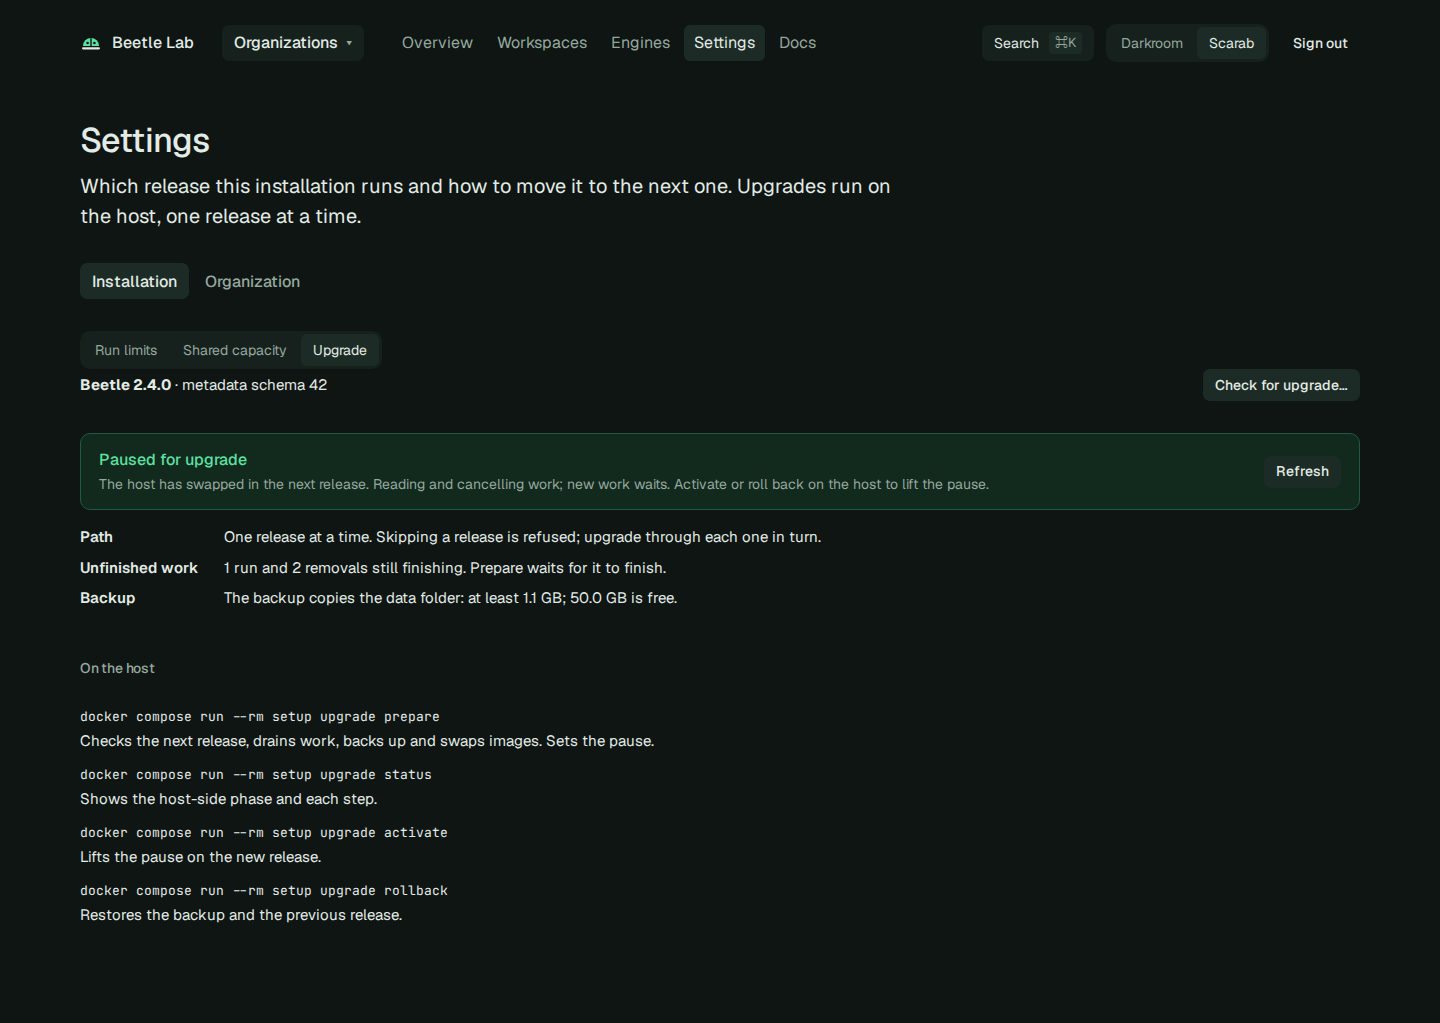 Beetle Lab
Organizations
Overview
Workspaces
Engines
Settings
Docs
Search ⌘K
Darkroom
Scarab
Sign out
Settings
Which release this installation runs and how to move it to the next one. Upgrades run on
the host, one release at a time.
Installation
Organization
Run limits
Shared capacity
Upgrade
Beetle 2.4.0 · metadata schema 42
Check for upgrade…
Paused for upgrade
The host has swapped in the next release. Reading and cancelling work; new work waits. Activate or roll back on the host to lift the pause.
Refresh
Path One release at a time. Skipping a release is refused; upgrade through each one in turn.
Unfinished work 1 run and 2 removals still finishing. Prepare waits for it to finish.
Backup The backup copies the data folder: at least 1.1 GB; 50.0 GB is free.
On the host
docker compose run --rm setup upgrade prepare
Checks the next release, drains work, backs up and swaps images. Sets the pause.
docker compose run --rm setup upgrade status
Shows the host-side phase and each step.
docker compose run --rm setup upgrade activate
Lifts the pause on the new release.
docker compose run --rm setup upgrade rollback
Restores the backup and the previous release.